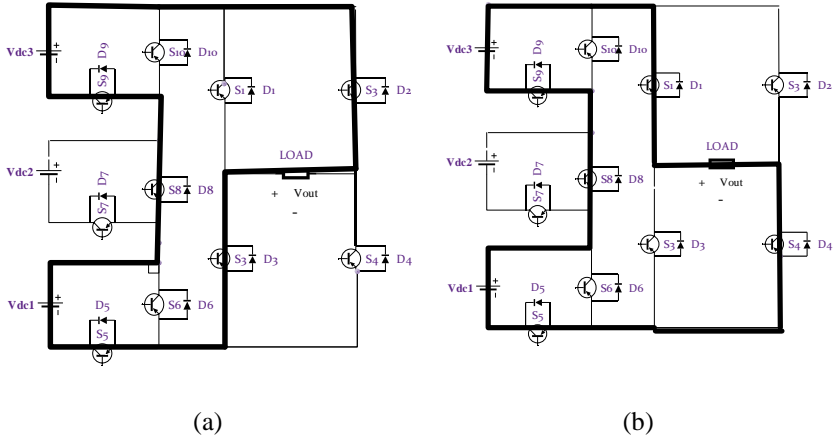 Vdc3
D9
S9
S10
D10
S1
D1
S3
D2
LOAD
Vdc2
D7
S7
S8
D8
+ Vout
-
S3
D3
S4
D4
Vdc1
D5
S5
S6
D6
(a)
Vdc3
D9
S9
S10
D10
S1
D1
S3
D2
LOAD
Vdc2
D7
S7
S8
D8
+ Vout
-
S3
D3
S4
D4
Vdc1
D5
S5
S6
D6
(b)